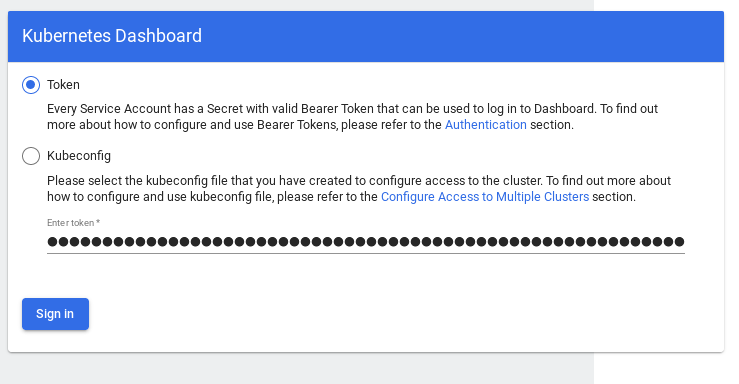 Kubernetes Dashboard
Token
Every Service Account has a Secret with valid Bearer Token that can be used to log in to Dashboard. To find out
more about how to configure and use Bearer Tokens, please refer to the Authentication section.
Kubeconfig
Please select the kubeconfig file that you have created to configure access to the cluster. To find out more about
how to configure and use kubeconfig file, please refer to the Configure Access to Multiple Clusters section.
Enter token *
●●●●●●●●●●●●●●●●●●●●●●●●●●●●●●●●●●●●●●●●●●●●●●●●●●●●●●●●●●
Sign in